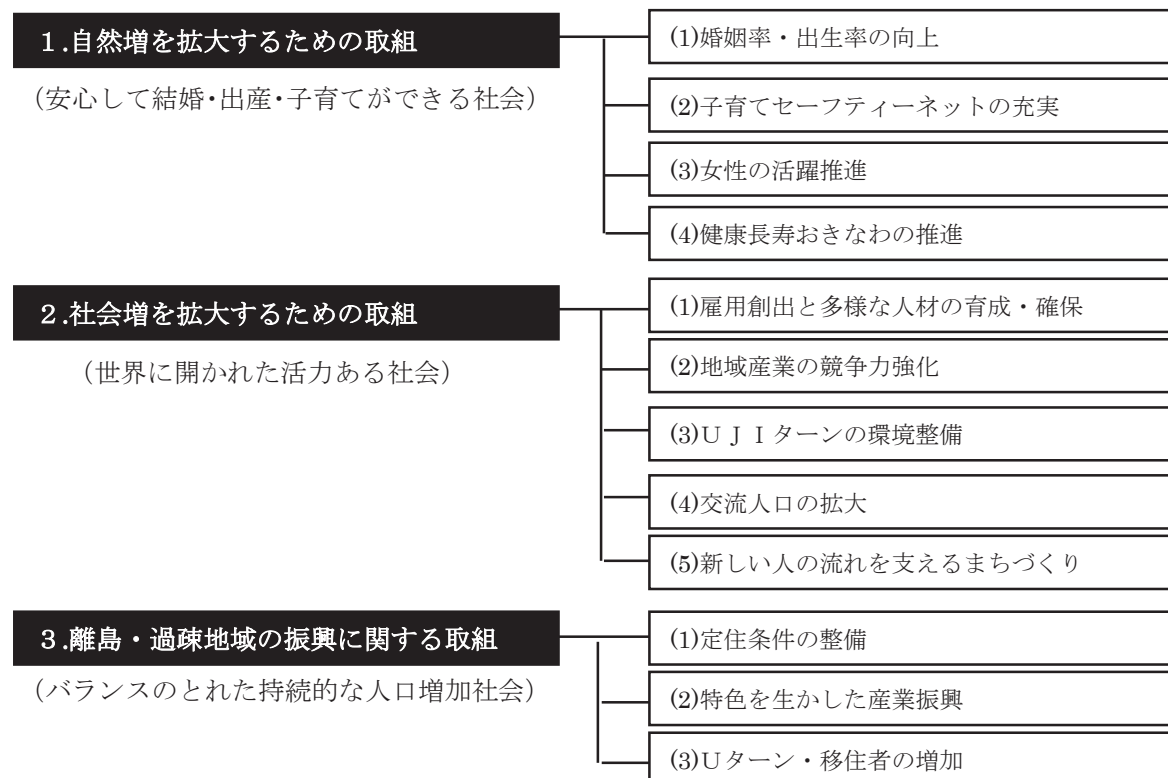 １.自然増を拡大するための取組
（安心して結婚･出産･子育てができる社会）
(1)婚姻率・出生率の向上
(2)子育てセーフティーネットの充実
(3)女性の活躍推進
(4)健康長寿おきなわの推進
２.社会増を拡大するための取組
（世界に開かれた活力ある社会）
(1)雇用創出と多様な人材の育成・確保
(2)地域産業の競争力強化
(3)ＵＪＩターンの環境整備
(4)交流人口の拡大
(5)新しい人の流れを支えるまちづくり
３.離島・過疎地域の振興に関する取組
（バランスのとれた持続的な人口増加社会）
(1)定住条件の整備
(2)特色を生かした産業振興
(3)Ｕターン・移住者の増加